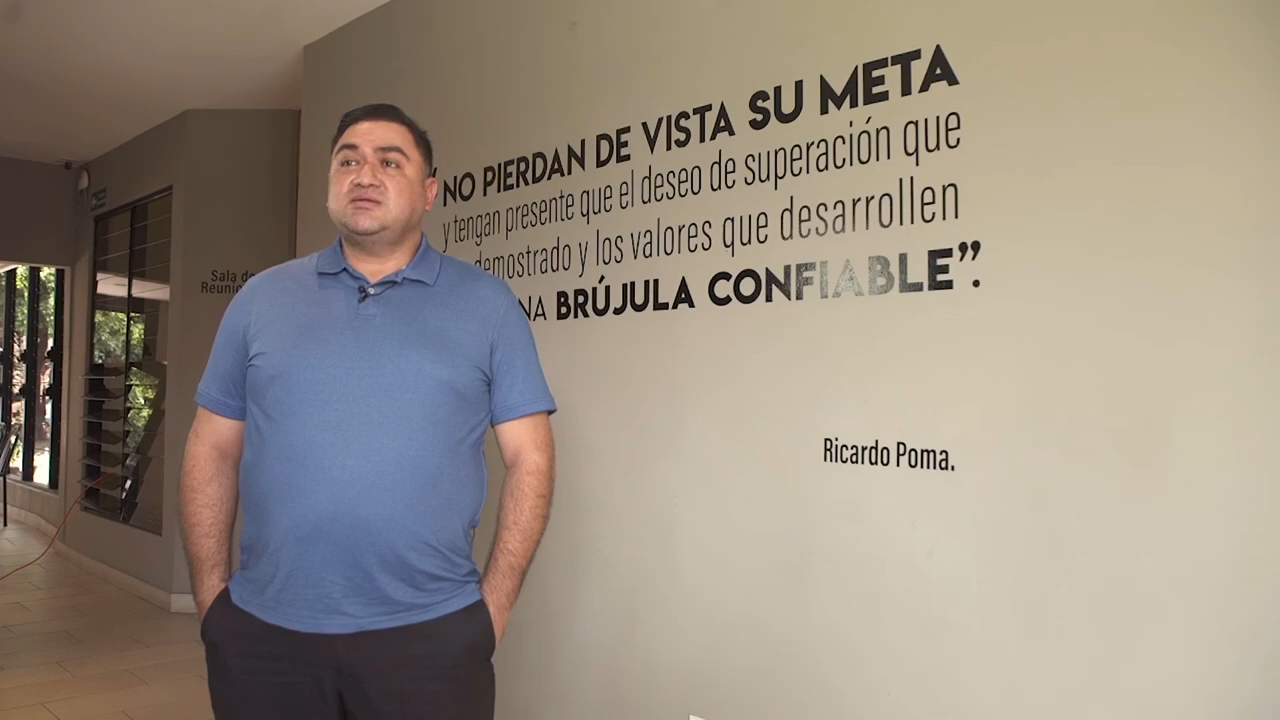 Sala de
Reuni
“NO PIERDAN DE VISTA SU META
y tengan presente que el deseo de superación que
demostrado y los valores que desarrollen
NA BRÚJULA CONFIABLE”.
Ricardo Poma.